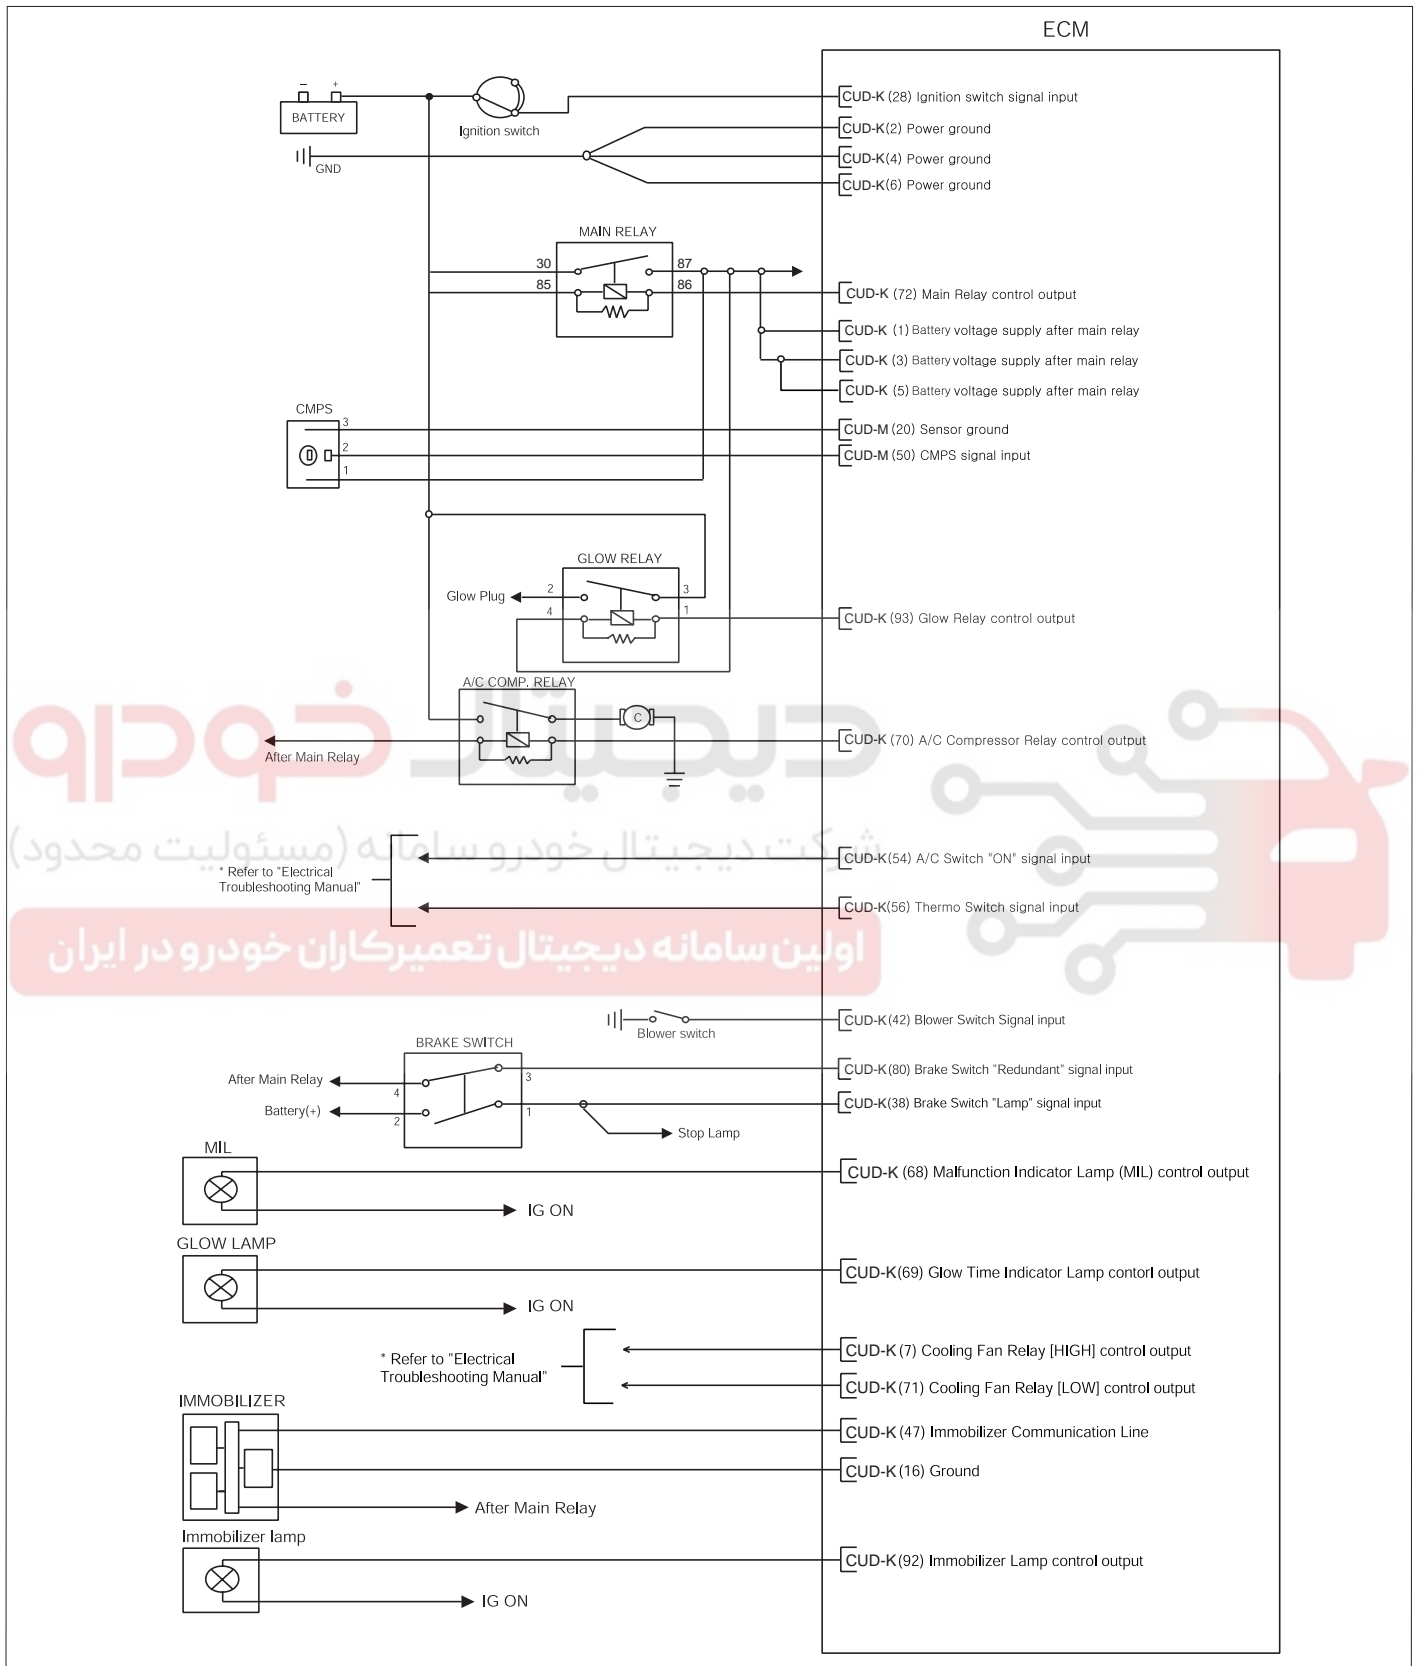 ECM
- +
BATTERY
Ignition switch
CUD-K (28) Ignition switch signal input
CUD-K(2) Power ground
GND
CUD-K(4) Power ground
CUD-K(6) Power ground
MAIN RELAY
30
87
85
86
CUD-K (72) Main Relay control output
CUD-K (1) Battery voltage supply after main relay
CUD-K (3) Battery voltage supply after main relay
CUD-K (5) Battery voltage supply after main relay
CMPS
3
CUD-M (20) Sensor ground
2
CUD-M (50) CMPS signal input
1
GLOW RELAY
Glow Plug
2
3
4
1
CUD-K (93) Glow Relay control output
A/C COMP. RELAY
C
After Main Relay
CUD-K (70) A/C Compressor Relay control output
دیجیتال خودرو
شرکت دیجیتال خودرو سامانه (مسئولیت محدود)
* Refer to "Electrical
Troubleshooting Manual"
CUD-K(54) A/C Switch "ON" signal input
CUD-K(56) Thermo Switch signal input
اولین سامانه دیجیتال تعمیرکاران خودرو در ایران
Blower switch
CUD-K(42) Blower Switch Signal input
BRAKE SWITCH
After Main Relay
4
3
CUD-K(80) Brake Switch "Redundant" signal input
Battery(+)
2
1
CUD-K(38) Brake Switch "Lamp" signal input
Stop Lamp
MIL
CUD-K (68) Malfunction Indicator Lamp (MIL) control output
IG ON
GLOW LAMP
CUD-K(69) Glow Time Indicator Lamp contorl output
IG ON
* Refer to "Electrical
Troubleshooting Manual"
CUD-K (7) Cooling Fan Relay [HIGH] control output
CUD-K (71) Cooling Fan Relay [LOW] control output
IMMOBILIZER
CUD-K (47) Immobilizer Communication Line
CUD-K (16) Ground
After Main Relay
Immobilizer lamp
CUD-K (92) Immobilizer Lamp control output
IG ON